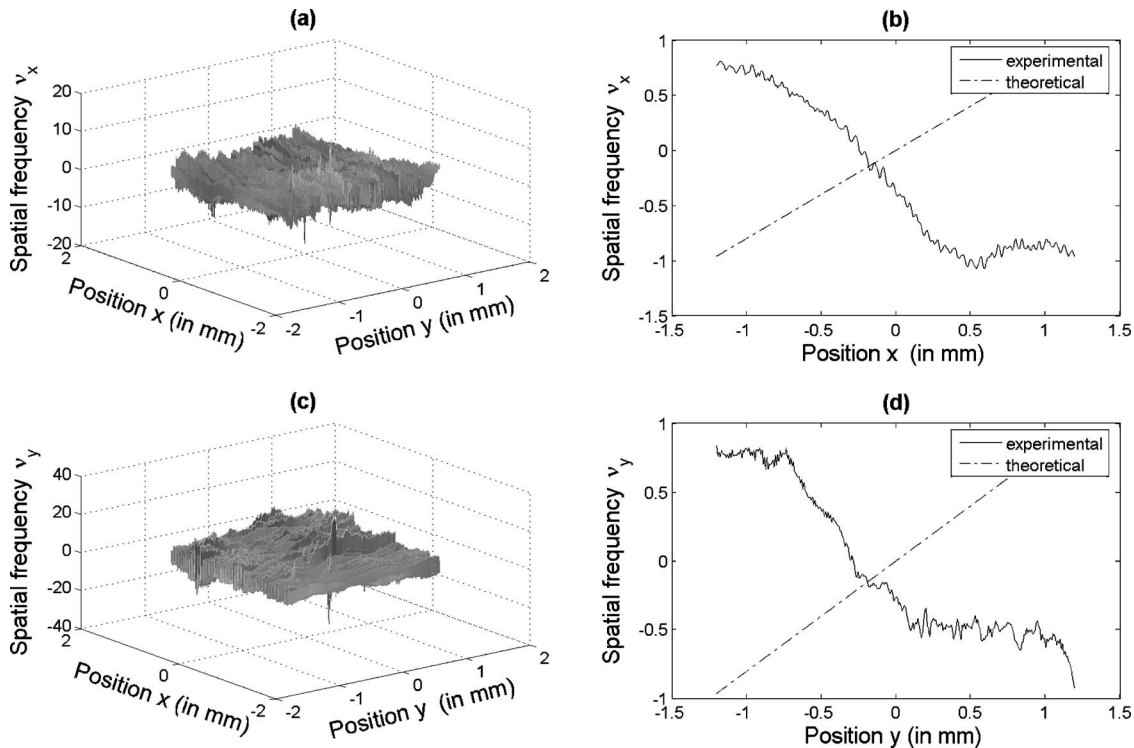 (a)
20
10
0
-10
-20
Spatial frequency νx
2
0
-2
Position x (in mm)
-2
-1
0
1
2
Position y (in mm)
(b)
1
0.5
0
-0.5
-1
-1.5
Spatial frequency νx
experimental
theoretical
-1.5
-1
-0.5
0
0.5
1
1.5
Position x (in mm)
(c)
40
20
0
-20
-40
Spatial frequency νy
2
0
-2
Position x (in mm)
-2
-1
0
1
2
Position y (in mm)
(d)
1
0.5
0
-0.5
-1
Spatial frequency νy
experimental
theoretical
-1.5
-1
-0.5
0
0.5
1
1.5
Position y (in mm)